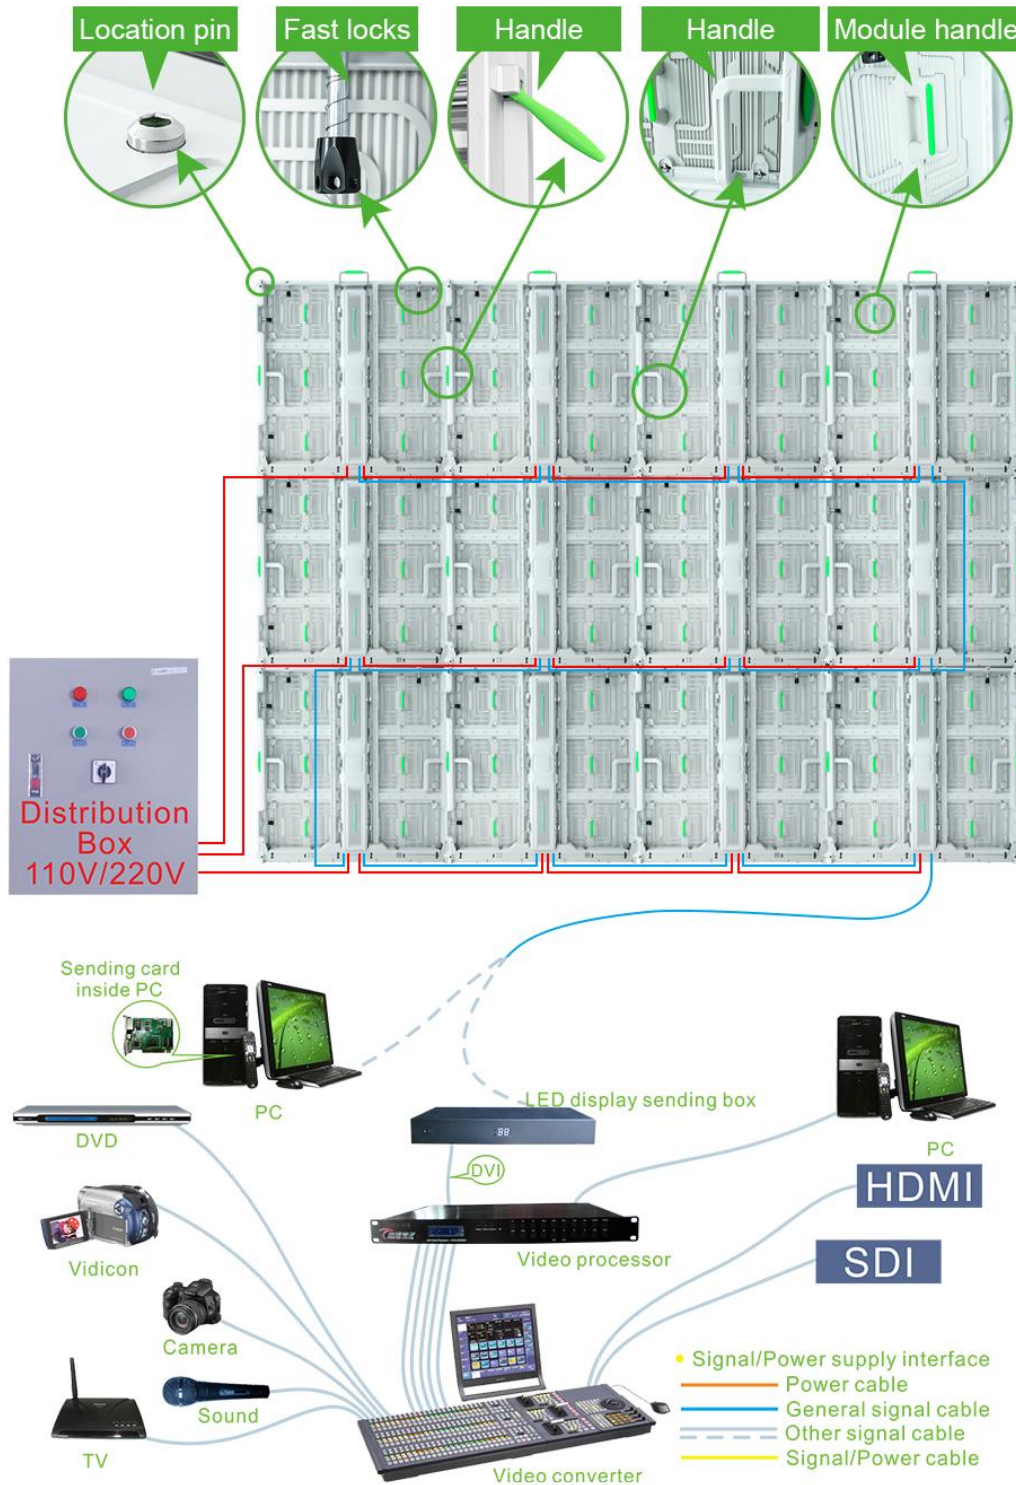 Location pin
Fast locks
Handle
Handle
Module handle
Distribution
Box
110V/220V
Sending card
inside PC
PC
LED display sending box
DVD
DVI
PC
HDMI
Vidicon
Video processor
SDI
Camera
Sound
TV
Video converter
Signal/Power supply interface
Power cable
General signal cable
Other signal cable
Signal/Power cable